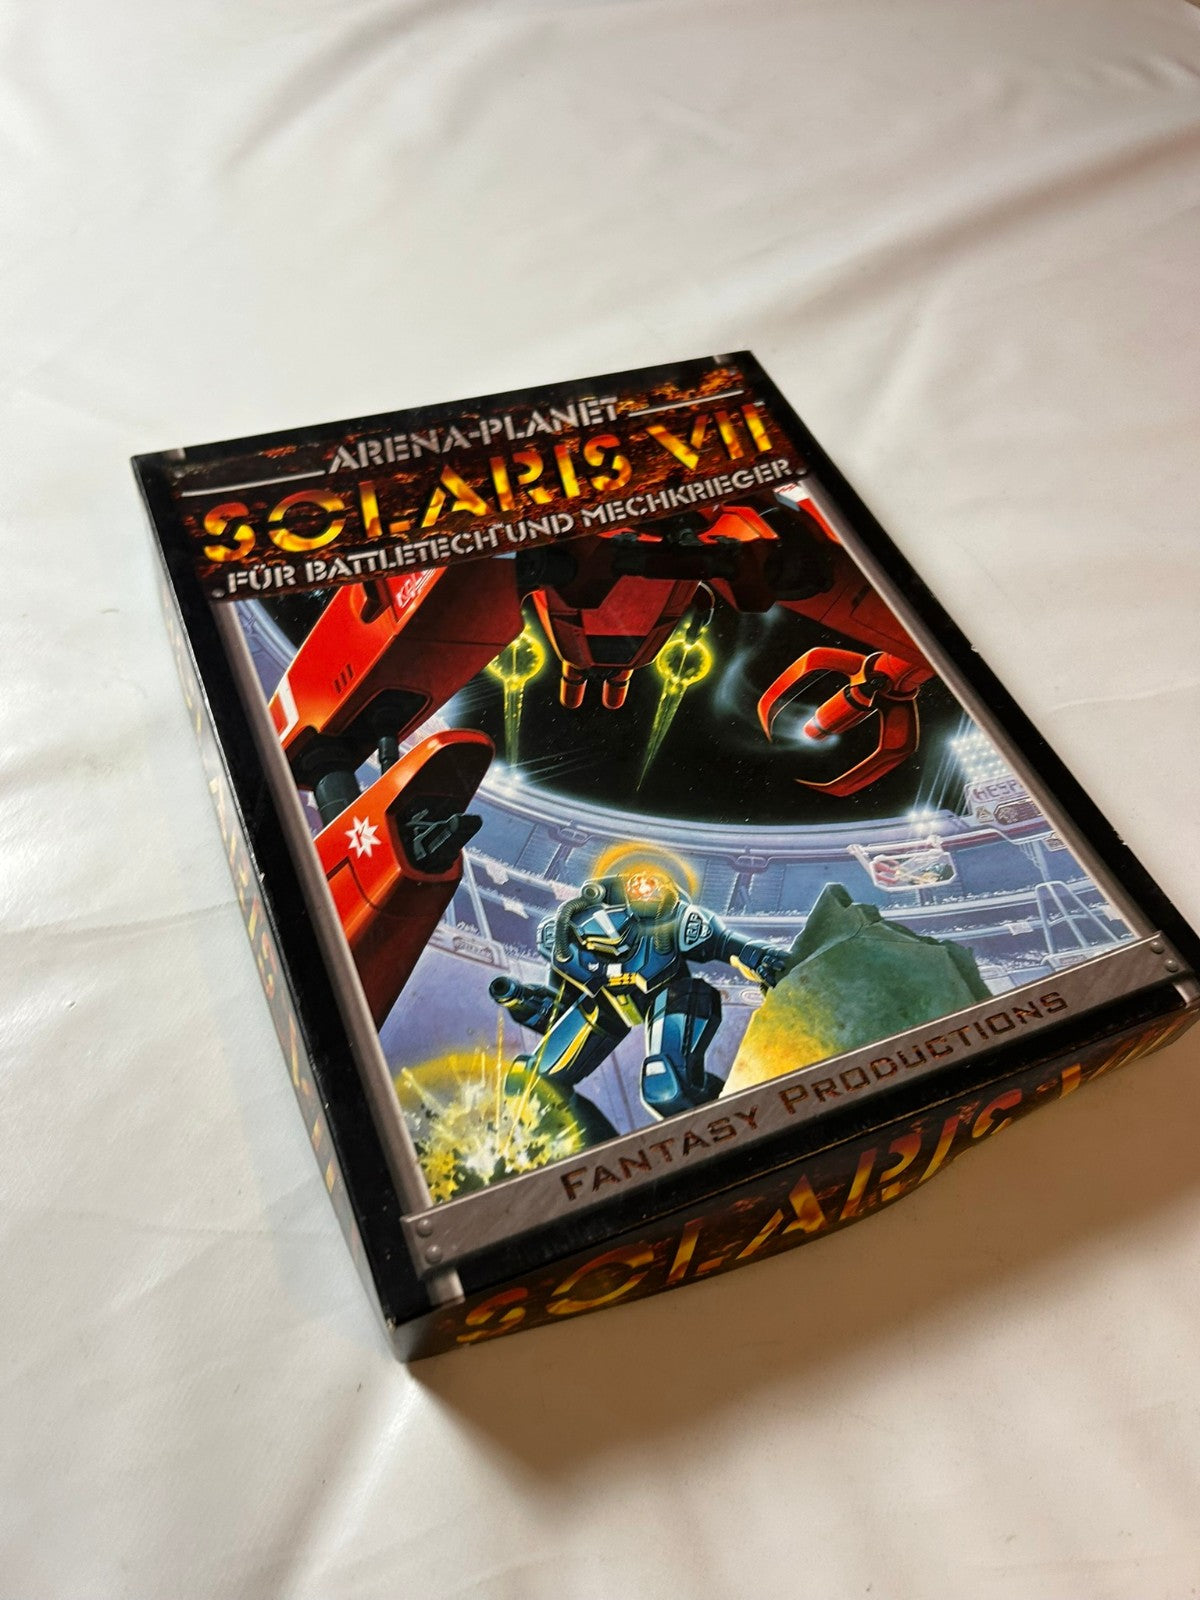 ARENA-PLANET
SOLARIS VII
FÜR BATTLETECH UND MECHKRIEGER
FANTASY PRODUCTIONS
SOLARIS VII